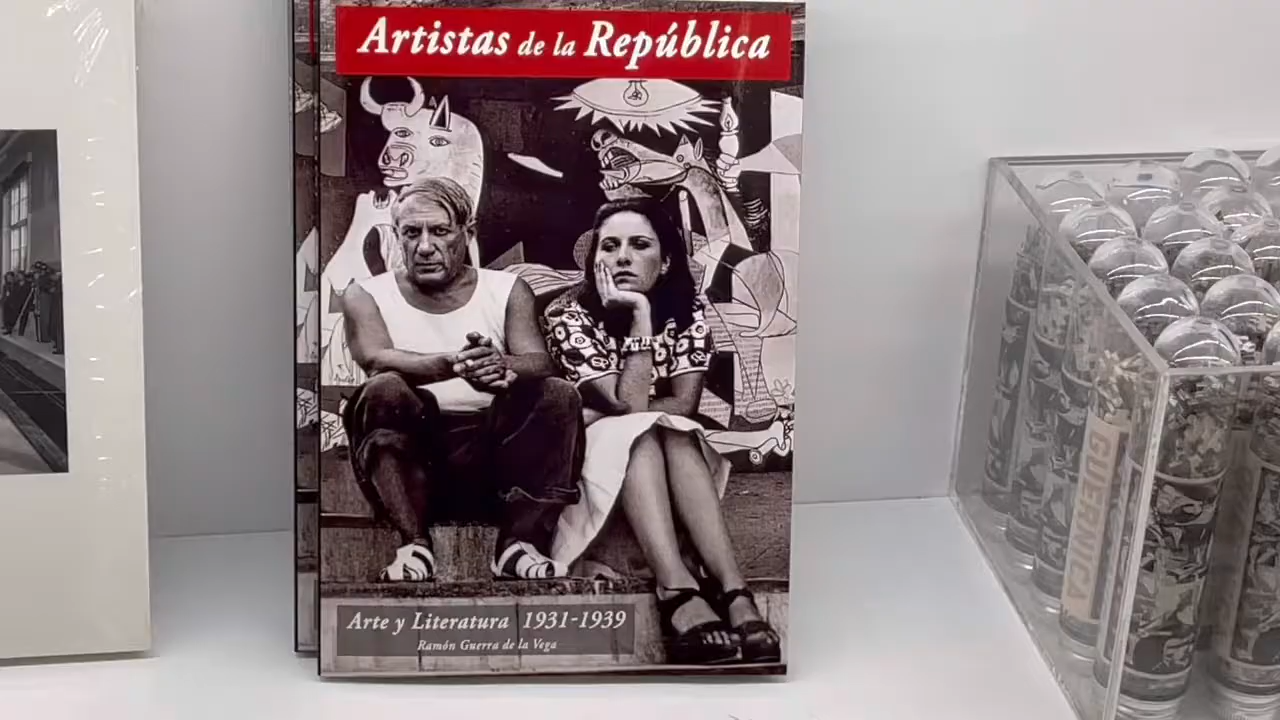 Artistas de la República
Arte y Literatura 1931-1939
Ramón Guerra de la Vega
GUERNICA